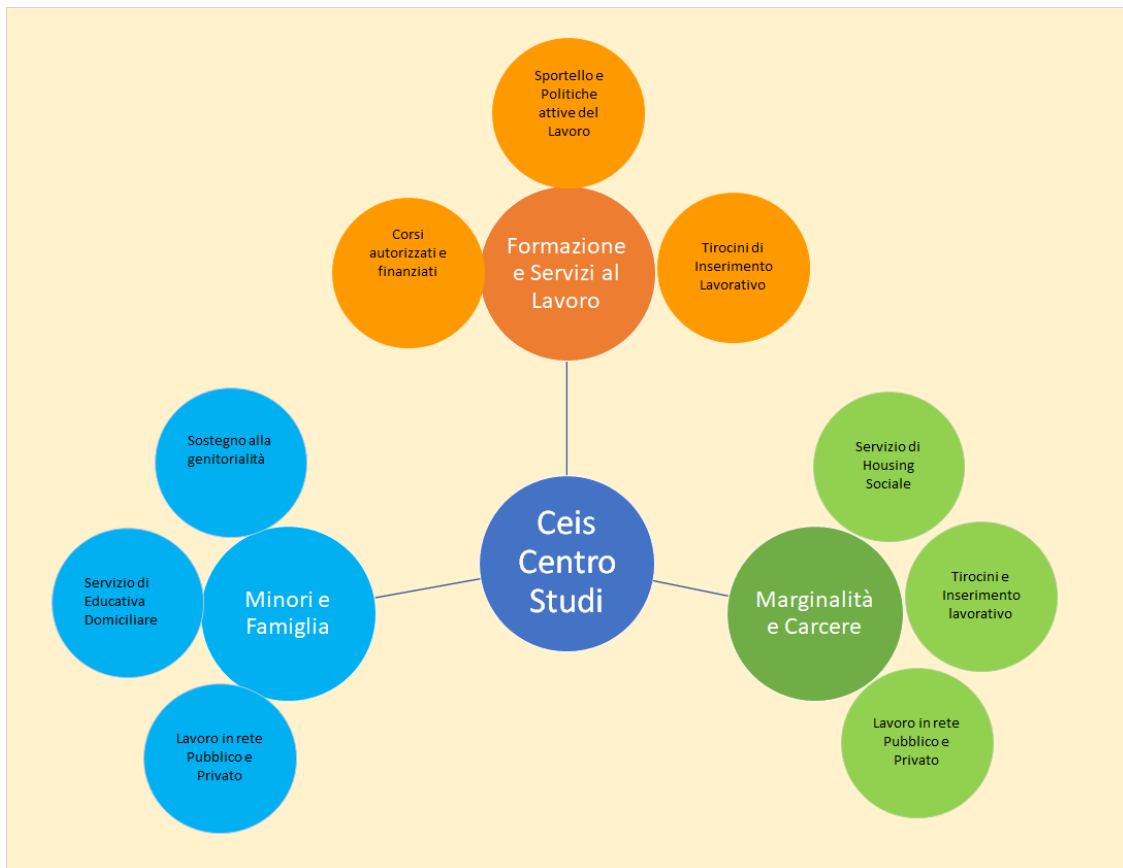 Sportello e
Politiche
attive del
Lavoro
Corsi
autorizzati e
finanziati
Formazione
e Servizi al
Lavoro
Tirocini di
Inserimento
Lavorativo
Sostegno alla
genitorialità
Servizio di
Educativa
Domiciliare
Minori e
Famiglia
Lavoro in rete
Pubblico e
Privato
Ceis
Centro
Studi
Servizio di
Housing
Sociale
Marginalità
e Carcere
Tirocini e
Inserimento
lavorativo
Lavoro in rete
Pubblico e
Privato